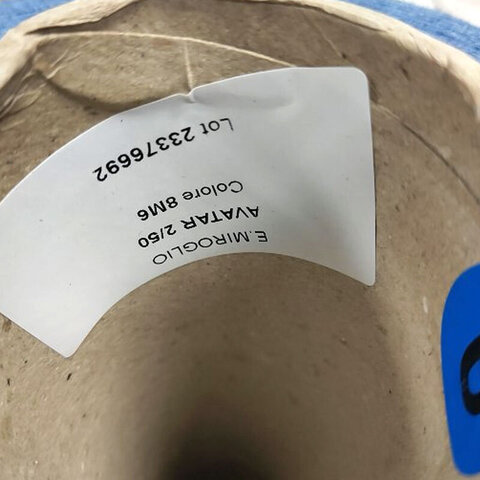 E.MIROGLIO
AVATAR 2/50
Colore 8M6
Lot 23376692